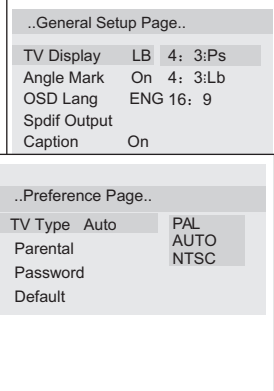 ..General Setup Page..
TV Display LB 4：3:Ps
Angle Mark On 4：3:Lb
OSD Lang ENG 16：9
Spdif Output
Caption On
..Preference Page..
TV Type Auto PAL
AUTO
Parental NTSC
Password
Default